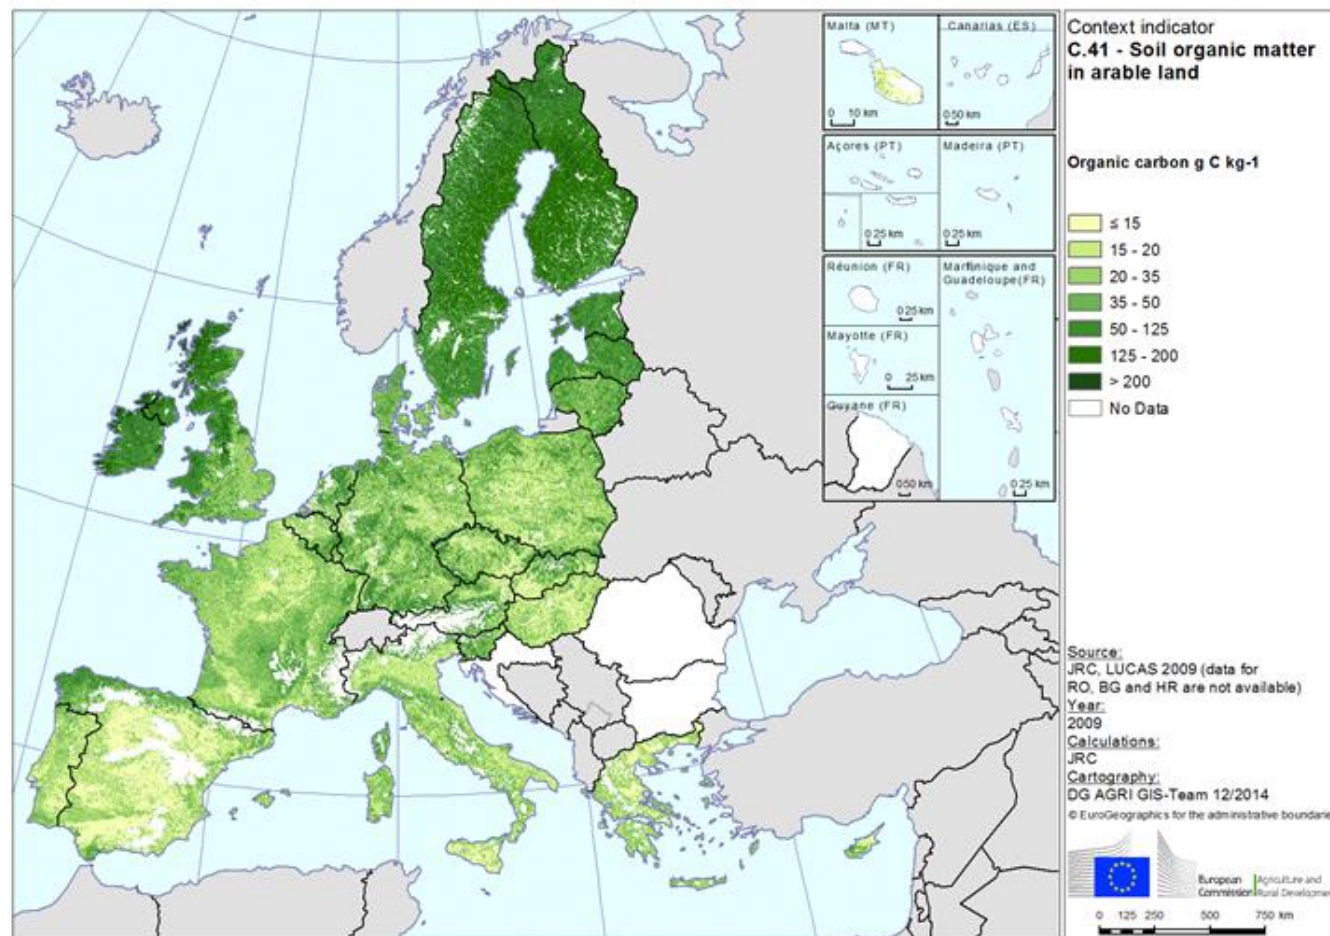 Malta (MT)
0 10 km
Canarias (ES)
0 50 km
Açores (PT)
0 25 km
Madeira (PT)
0 25 km
Réunion (FR)
0 25 km
Martinique and
Guadeloupe(FR)
0 25 km
Mayotte (FR)
0 25 km
Guyane (FR)
0 50 km
Context indicator
C.41 - Soil organic matter
in arable land
Organic carbon g C kg-1
≤ 15
15 - 20
20 - 35
35 - 50
50 - 125
125 - 200
> 200
No Data
Source:
JRC, LUCAS 2009 (data for
RO, BG and HR are not available)
Year:
2009
Calculations:
JRC
Cartography:
DG AGRI GIS-Team 12/2014
© EuroGeographics for the administrative boundarie
European
Commission
Agriculture and
Rural Developmen
0 125 250 500 750 km